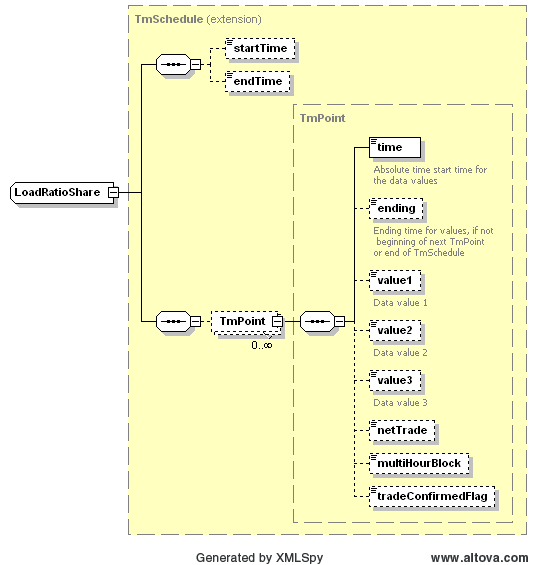 TmSchedule (extension)
startTime
endTime
TmPoint
time
Absolute time start time for
the data values
ending
Ending time for values, if not
beginning of next TmPoint
or end of TmSchedule
LoadRatioShare
value1
Data value 1
TmPoint
0..∞
value2
Data value 2
value3
Data value 3
netTrade
multiHourBlock
tradeConfirmedFlag
Generated by XMLSpy
www.altova.com